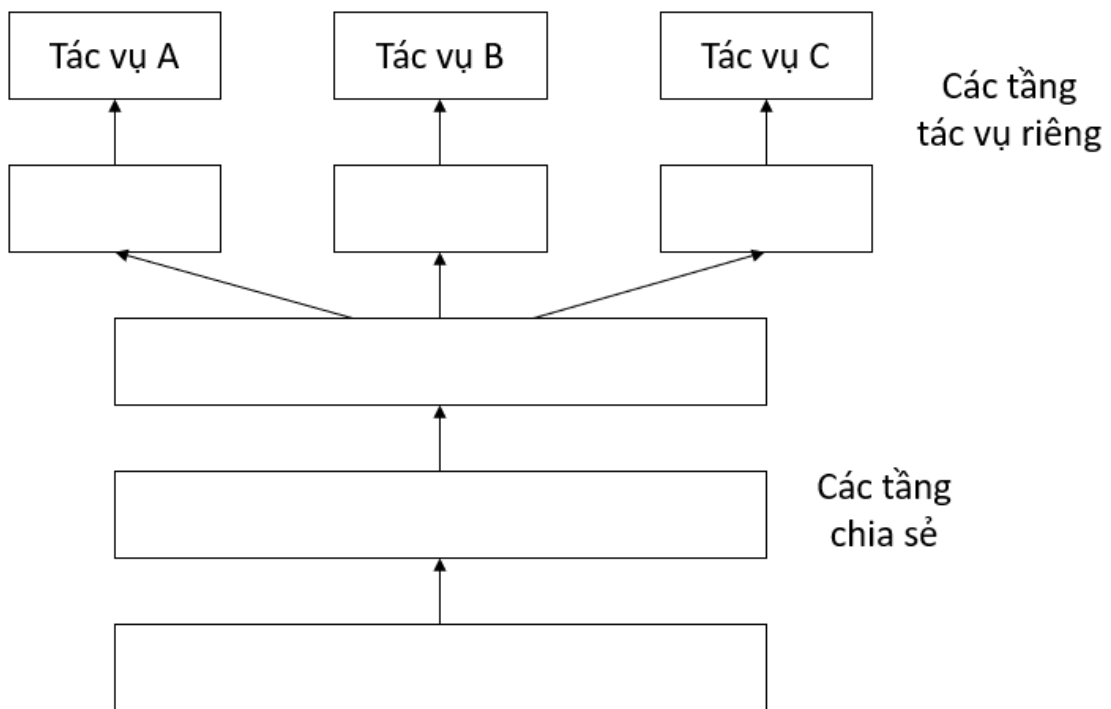 Tác vụ A
Tác vụ B
Tác vụ C
Các tầng
tác vụ riêng
Các tầng
chia sẻ